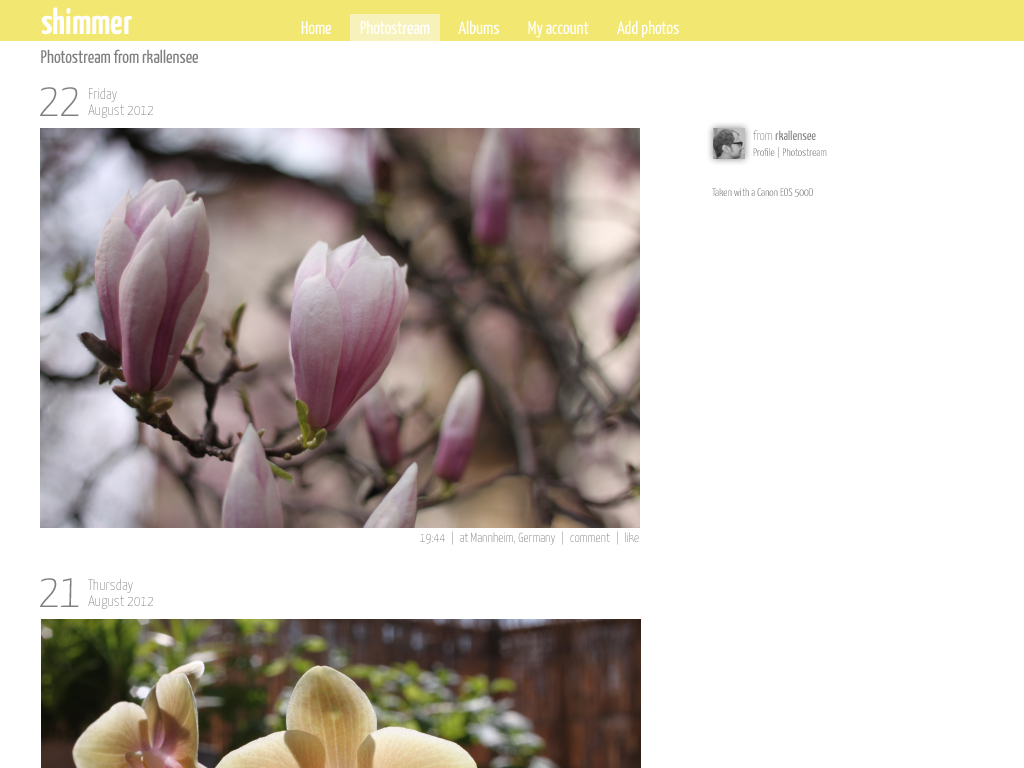 shimmer
Home Photostream Albums My account Add photos
Photostream from rkallensee
22 Friday
August 2012
from rkallensee
Profile | Photostream
Taken with a Canon EOS 500D
19:44 | at Mannheim, Germany | comment | like
21 Thursday
August 2012